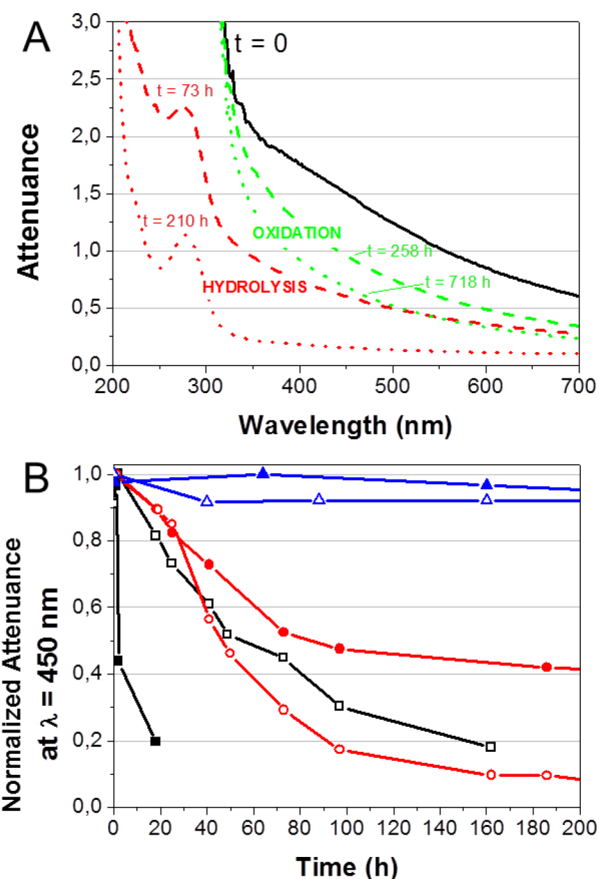 A
t = 0
3,0
2,5
2,0
1,5
1,0
0,5
0,0
Attenuance
t = 73 h
t = 210 h
OXIDATION
t = 258 h
t = 718 h
HYDROLYSIS
200 300 400 500 600 700
Wavelength (nm)
B
1,0
0,8
0,6
0,4
0,2
0,0
Normalized Attenuance
at λ = 450 nm
0 20 40 60 80 100 120 140 160 180 200
Time (h)